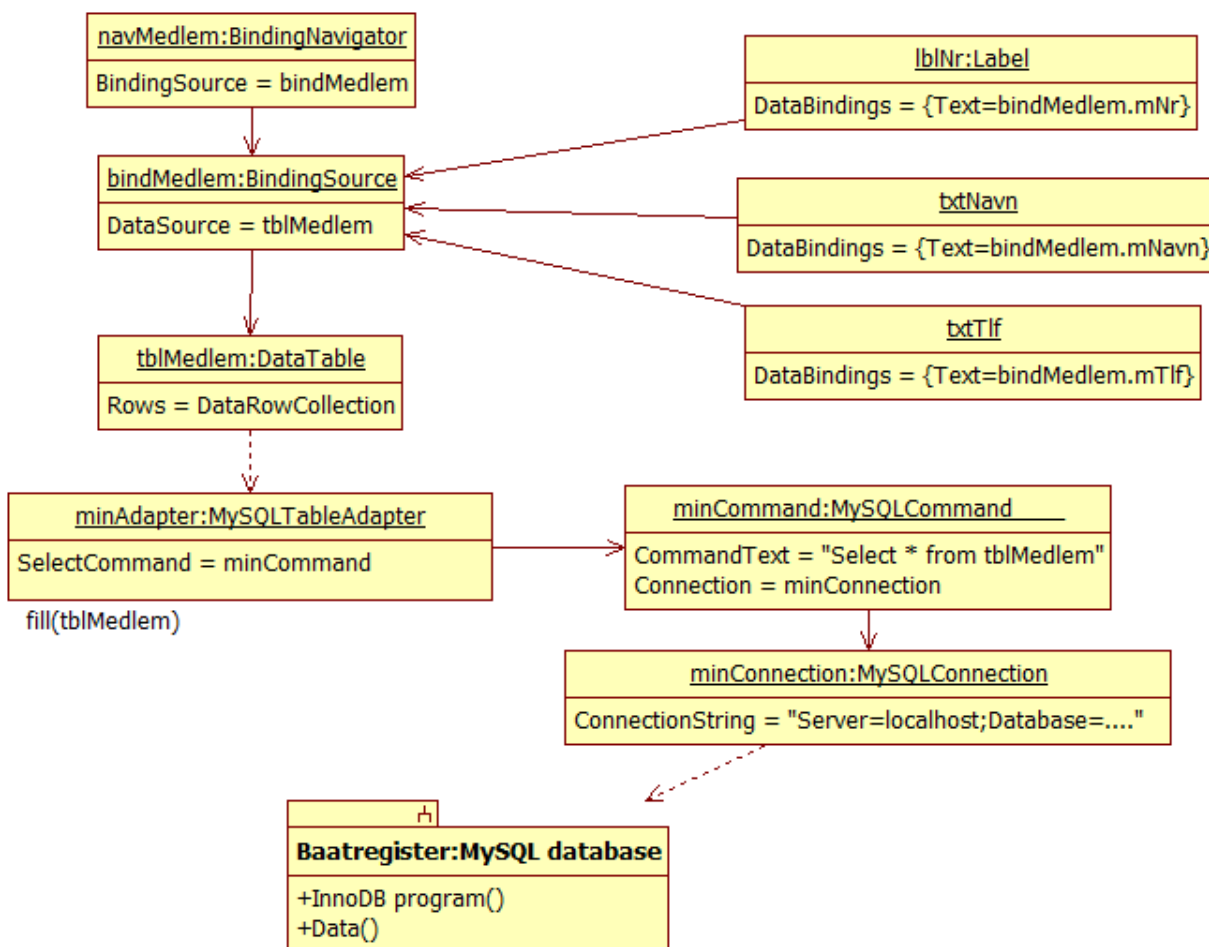 navMedlem:BindingNavigator
BindingSource = bindMedlem
lblNr:Label
DataBindings = {Text=bindMedlem.mNr}
bindMedlem:BindingSource
DataSource = tblMedlem
txtNavn
DataBindings = {Text=bindMedlem.mNavn}
txtTlf
DataBindings = {Text=bindMedlem.mTlf}
tblMedlem:DataTable
Rows = DataRowCollection
minAdapter:MySQLTableAdapter
SelectCommand = minCommand
fill(tblMedlem)
minCommand:MySQLCommand
CommandText = "Select * from tblMedlem"
Connection = minConnection
minConnection:MySQLConnection
ConnectionString = "Server=localhost;Database=...."
Baatregister:MySQL database
+InnoDB program()
+Data()